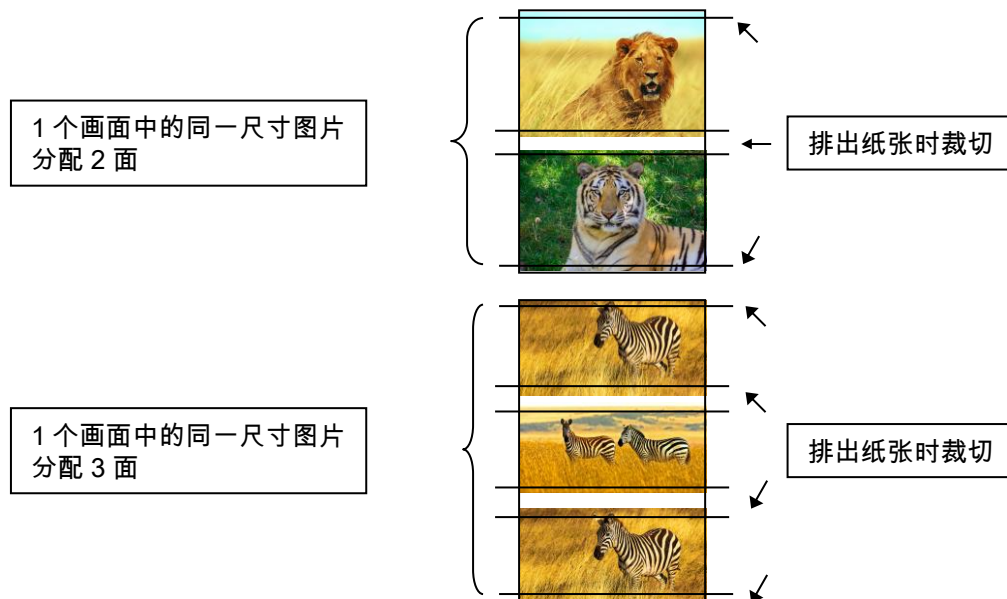 1 个画面中的同一尺寸图片
分配 2 面
排出纸张时裁切
1 个画面中的同一尺寸图片
分配 3 面
排出纸张时裁切